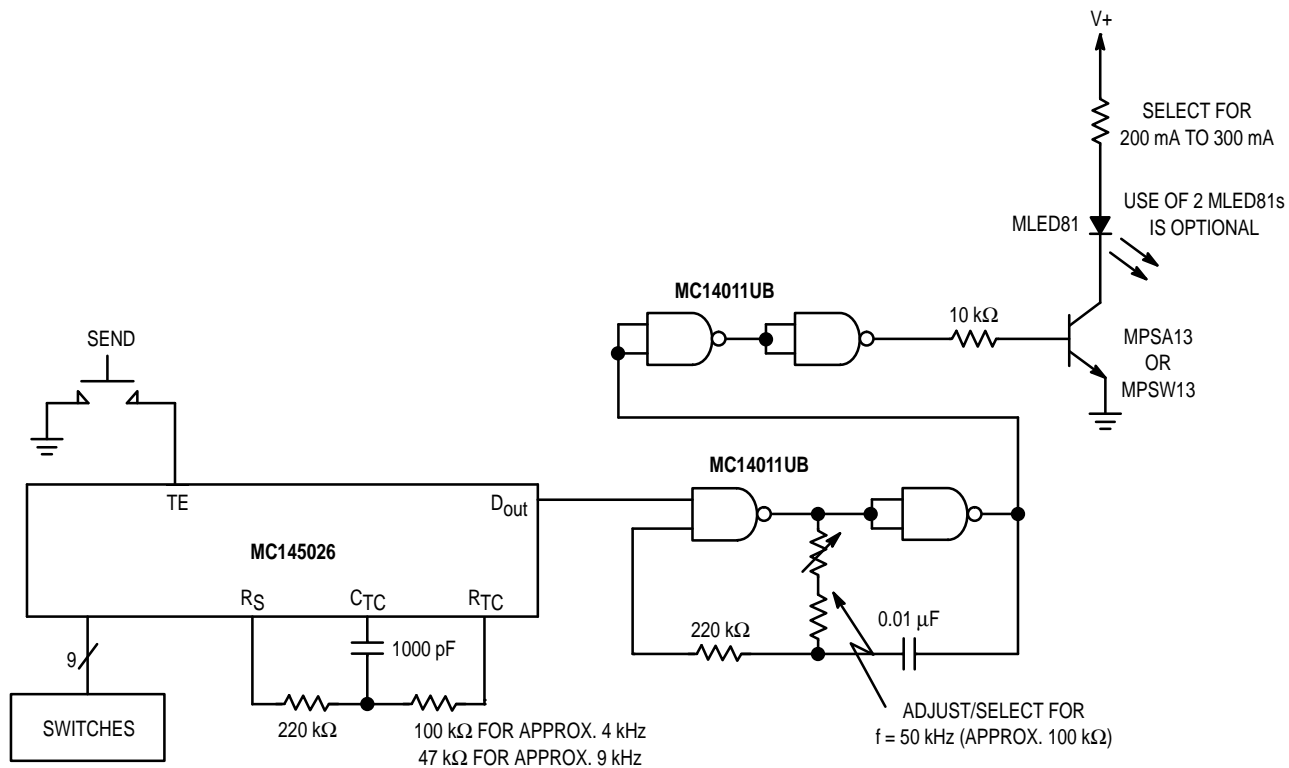 V+
SELECT FOR
200 mA TO 300 mA
MLED81
USE OF 2 MLED81s
IS OPTIONAL
MC14011UB
10 kΩ
MPSA13
OR
MPSW13
SEND
MC14011UB
TE
Dout
MC145026
RS
CTC
RTC
9
1000 pF
220 kΩ
0.01 μF
SWITCHES
220 kΩ
100 kΩ FOR APPROX. 4 kHz
47 kΩ FOR APPROX. 9 kHz
ADJUST/SELECT FOR
f = 50 kHz (APPROX. 100 kΩ)